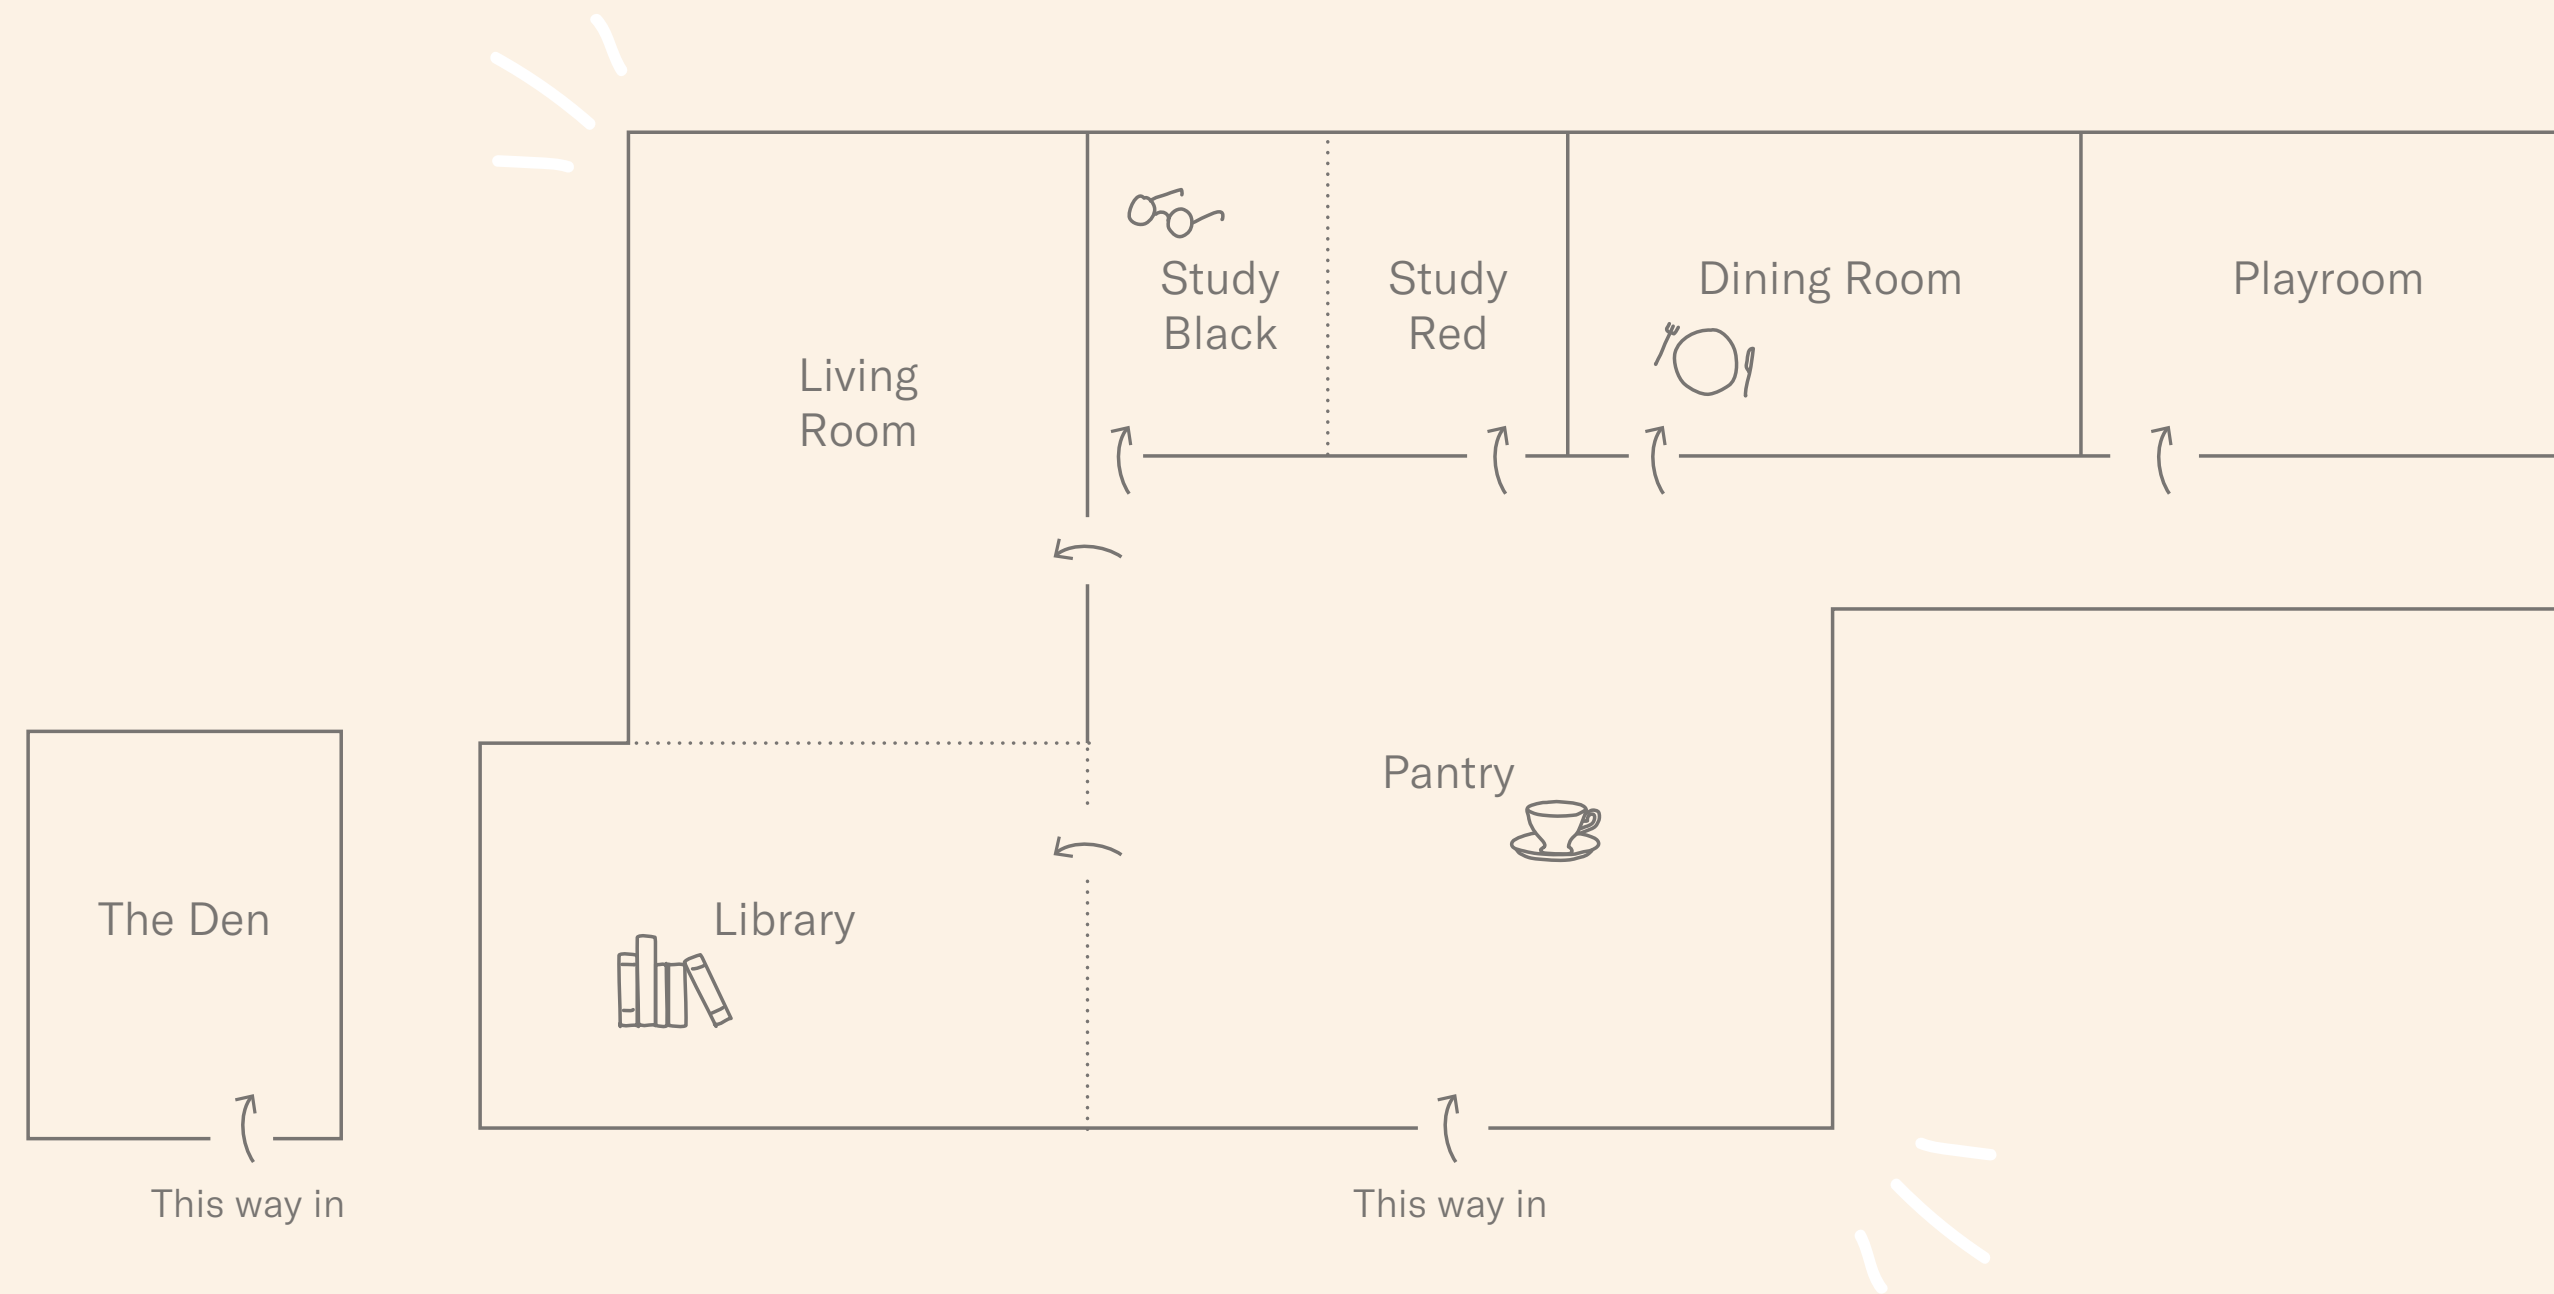 Living
Room
Study
Black
Study
Red
Dining Room
Playroom
Pantry
The Den
Library
This way in
This way in